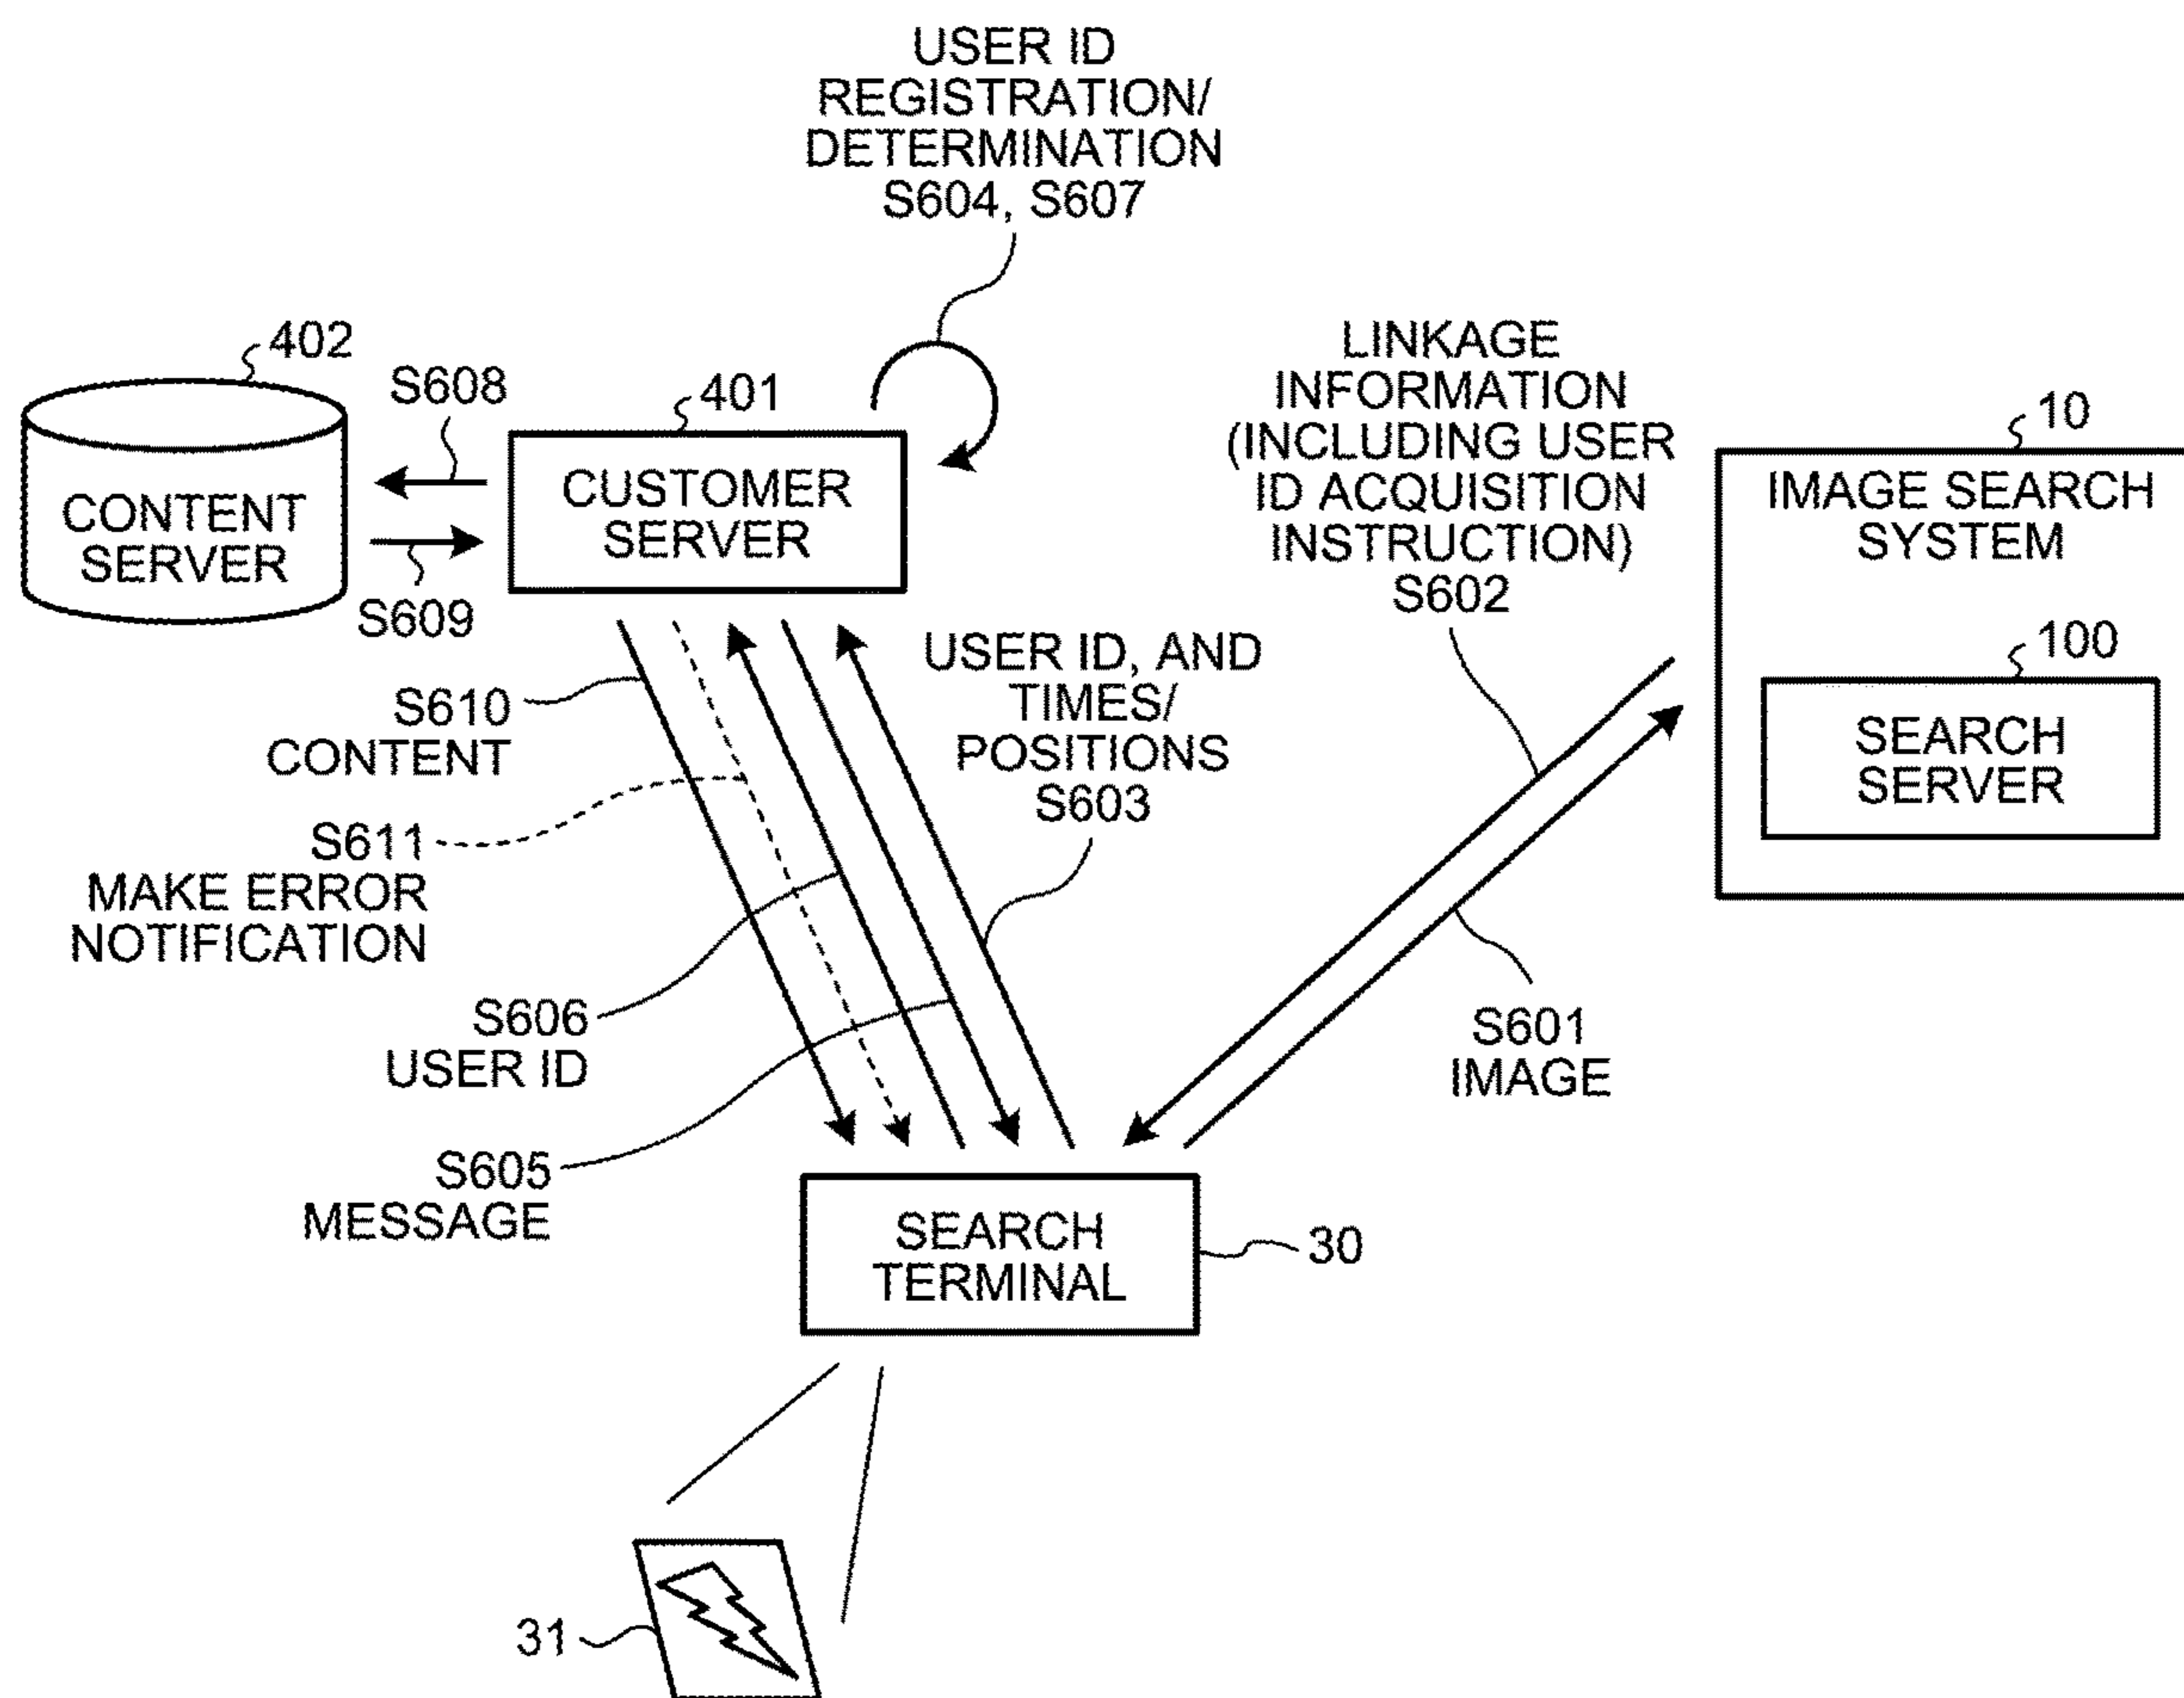 USER ID
REGISTRATION/
DETERMINATION
S604, S607
402
S608
401
CONTENT
SERVER
CUSTOMER
SERVER
S609
LINKAGE
INFORMATION
(INCLUDING USER
ID ACQUISITION
INSTRUCTION)
S602
10
IMAGE SEARCH
SYSTEM
100
SEARCH
SERVER
USER ID, AND
TIMES/
POSITIONS
S603
S610
CONTENT
S611
MAKE ERROR
NOTIFICATION
S606
USER ID
S605
MESSAGE
S601
IMAGE
SEARCH
TERMINAL
30
31